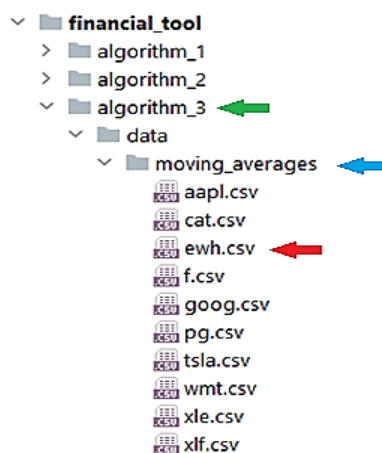 financial_tool
algorithm_1
algorithm_2
algorithm_3
data
moving_averages
aapl.csv
cat.csv
ewh.csv
f.csv
goog.csv
pg.csv
tsla.csv
wmt.csv
xle.csv
xlf.csv